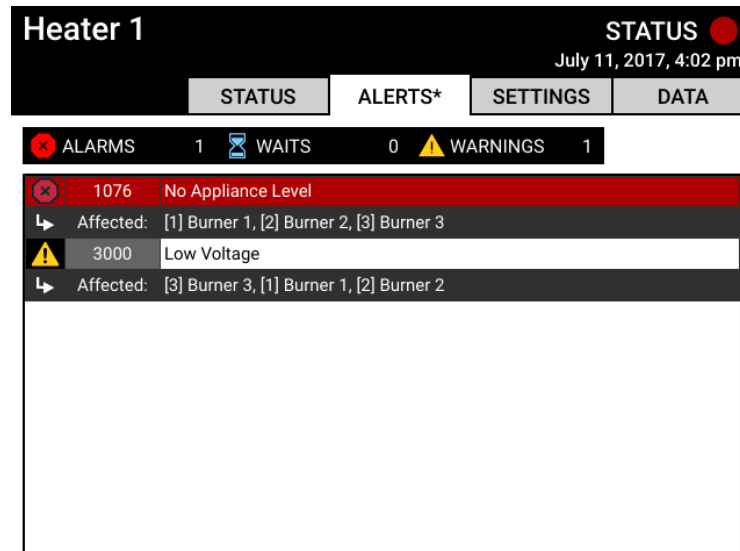 Heater 1
STATUS
July 11, 2017, 4:02 pm
STATUS ALERTS* SETTINGS DATA
ALARMS 1 WAITS 0 WARNINGS 1
1076 No Appliance Level
Affected: [1] Burner 1, [2] Burner 2, [3] Burner 3
3000 Low Voltage
Affected: [3] Burner 3, [1] Burner 1, [2] Burner 2